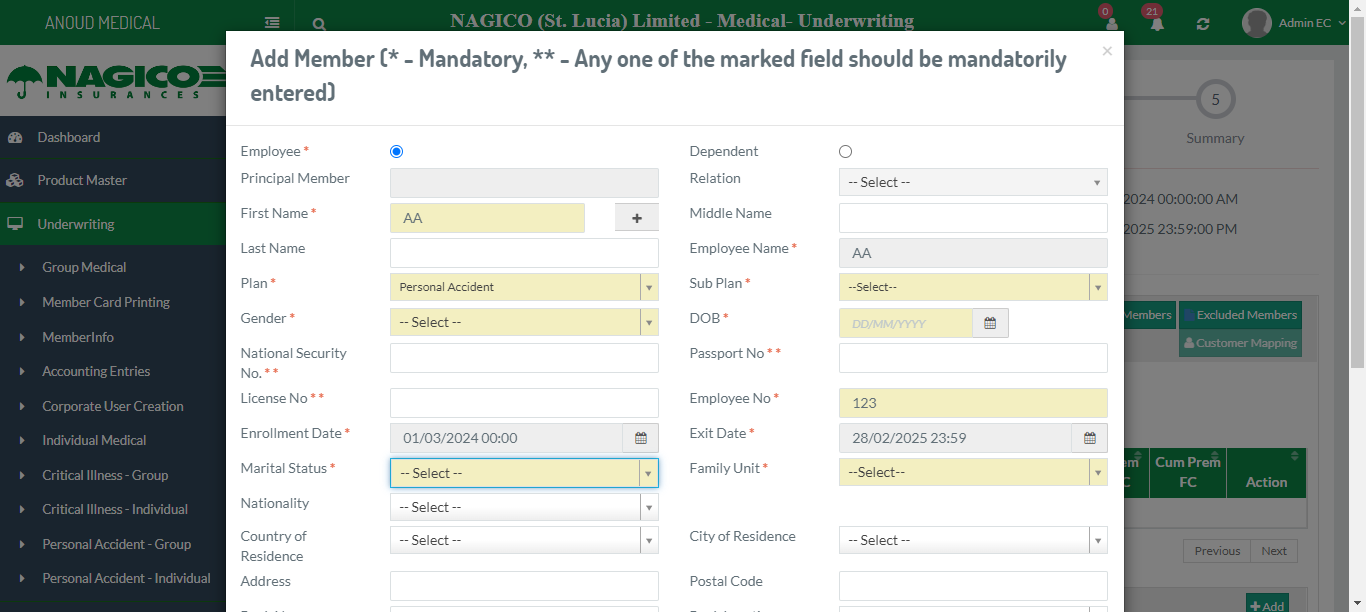 ANOUD MEDICAL
NAGICO (St. Lucia) Limited - Medical- Underwriting
0
21
Admin EC
NAGICO
INSURANCES
Dashboard
Product Master
Underwriting
Group Medical
Member Card Printing
MemberInfo
Accounting Entries
Corporate User Creation
Individual Medical
Critical Illness - Group
Critical Illness - Individual
Personal Accident - Group
Personal Accident - Individual
Add Member (* - Mandatory, ** - Any one of the marked field should be mandatorily
entered)
×
Employee *
Dependent
Principal Member
Relation
-- Select --
First Name *
AA
+
Middle Name
Last Name
Employee Name *
AA
Plan *
Personal Accident
Sub Plan *
--Select--
Gender *
-- Select --
DOB *
DD/MM/YYYY
National Security
No. * *
Passport No * *
License No * *
Employee No *
123
Enrollment Date *
01/03/2024 00:00
Exit Date *
28/02/2025 23:59
Marital Status *
-- Select --
Family Unit *
--Select--
Nationality
-- Select --
Country of
Residence
-- Select --
City of Residence
-- Select --
Address
Postal Code
5
Summary
2024 00:00:00 AM
2025 23:59:00 PM
Members
Excluded Members
Customer Mapping
Cum Prem
FC
Action
Previous
Next
+ Add